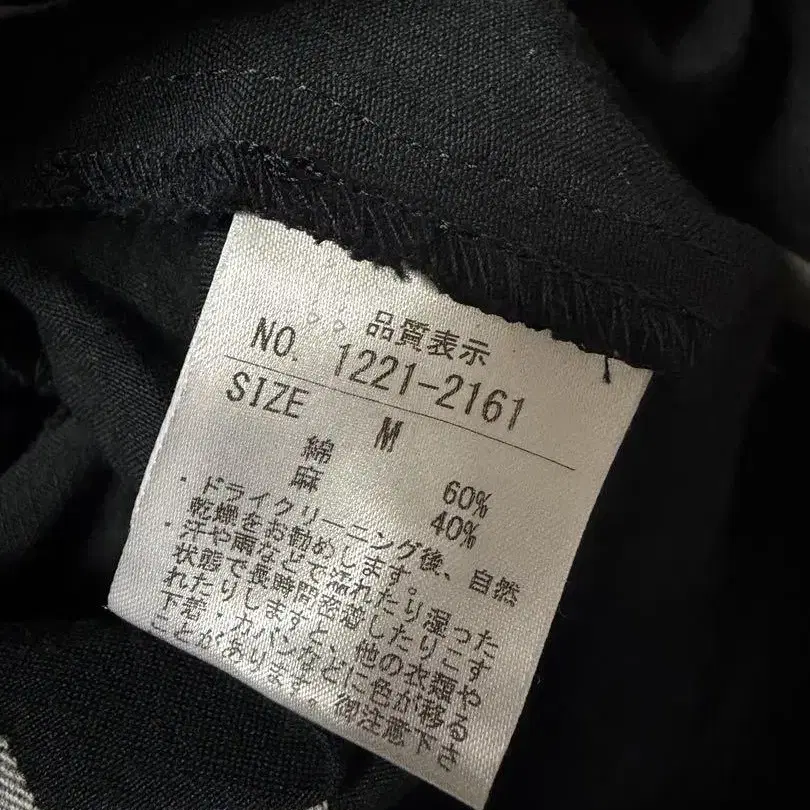 品質表示
NO. 1221-2161
SIZE M
綿 60%
麻 40%
・ドライクリーニング後、自然
乾燥をお勧めします。
・汗や雨などで濡れたり湿った
状態で長時間密着したりこす
れたりしますと、他の衣類や
下着・カバンなどに色が移る
ことがあります。御注意下さ